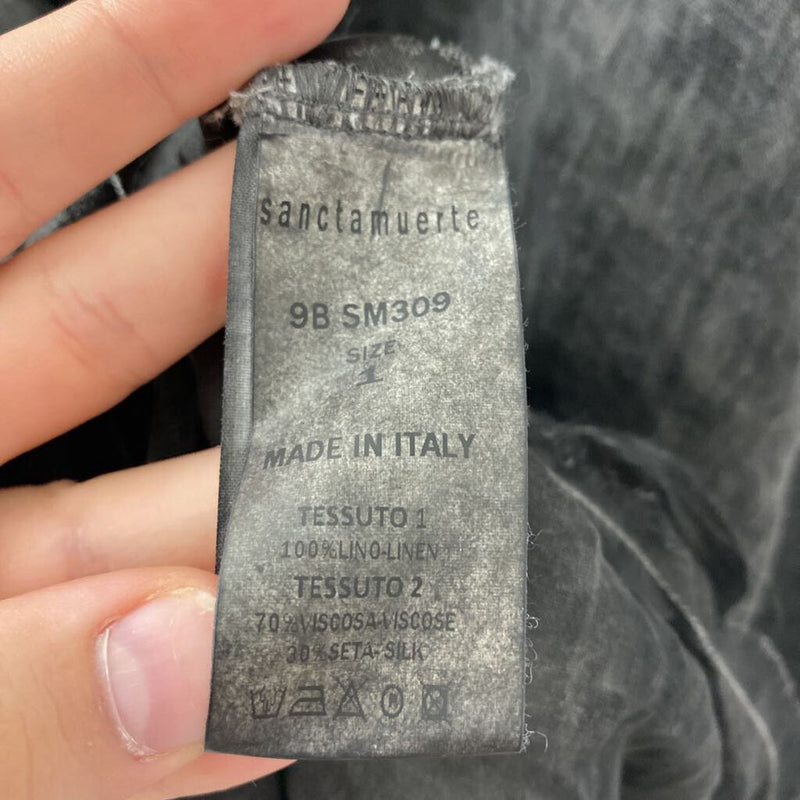 sanctamuerte
9B SM309
SIZE
1
MADE IN ITALY
TESSUTO 1
100%LINO-LINEN
TESSUTO 2
70%VISCOSA-VISCOSE
30%SETA-SILK